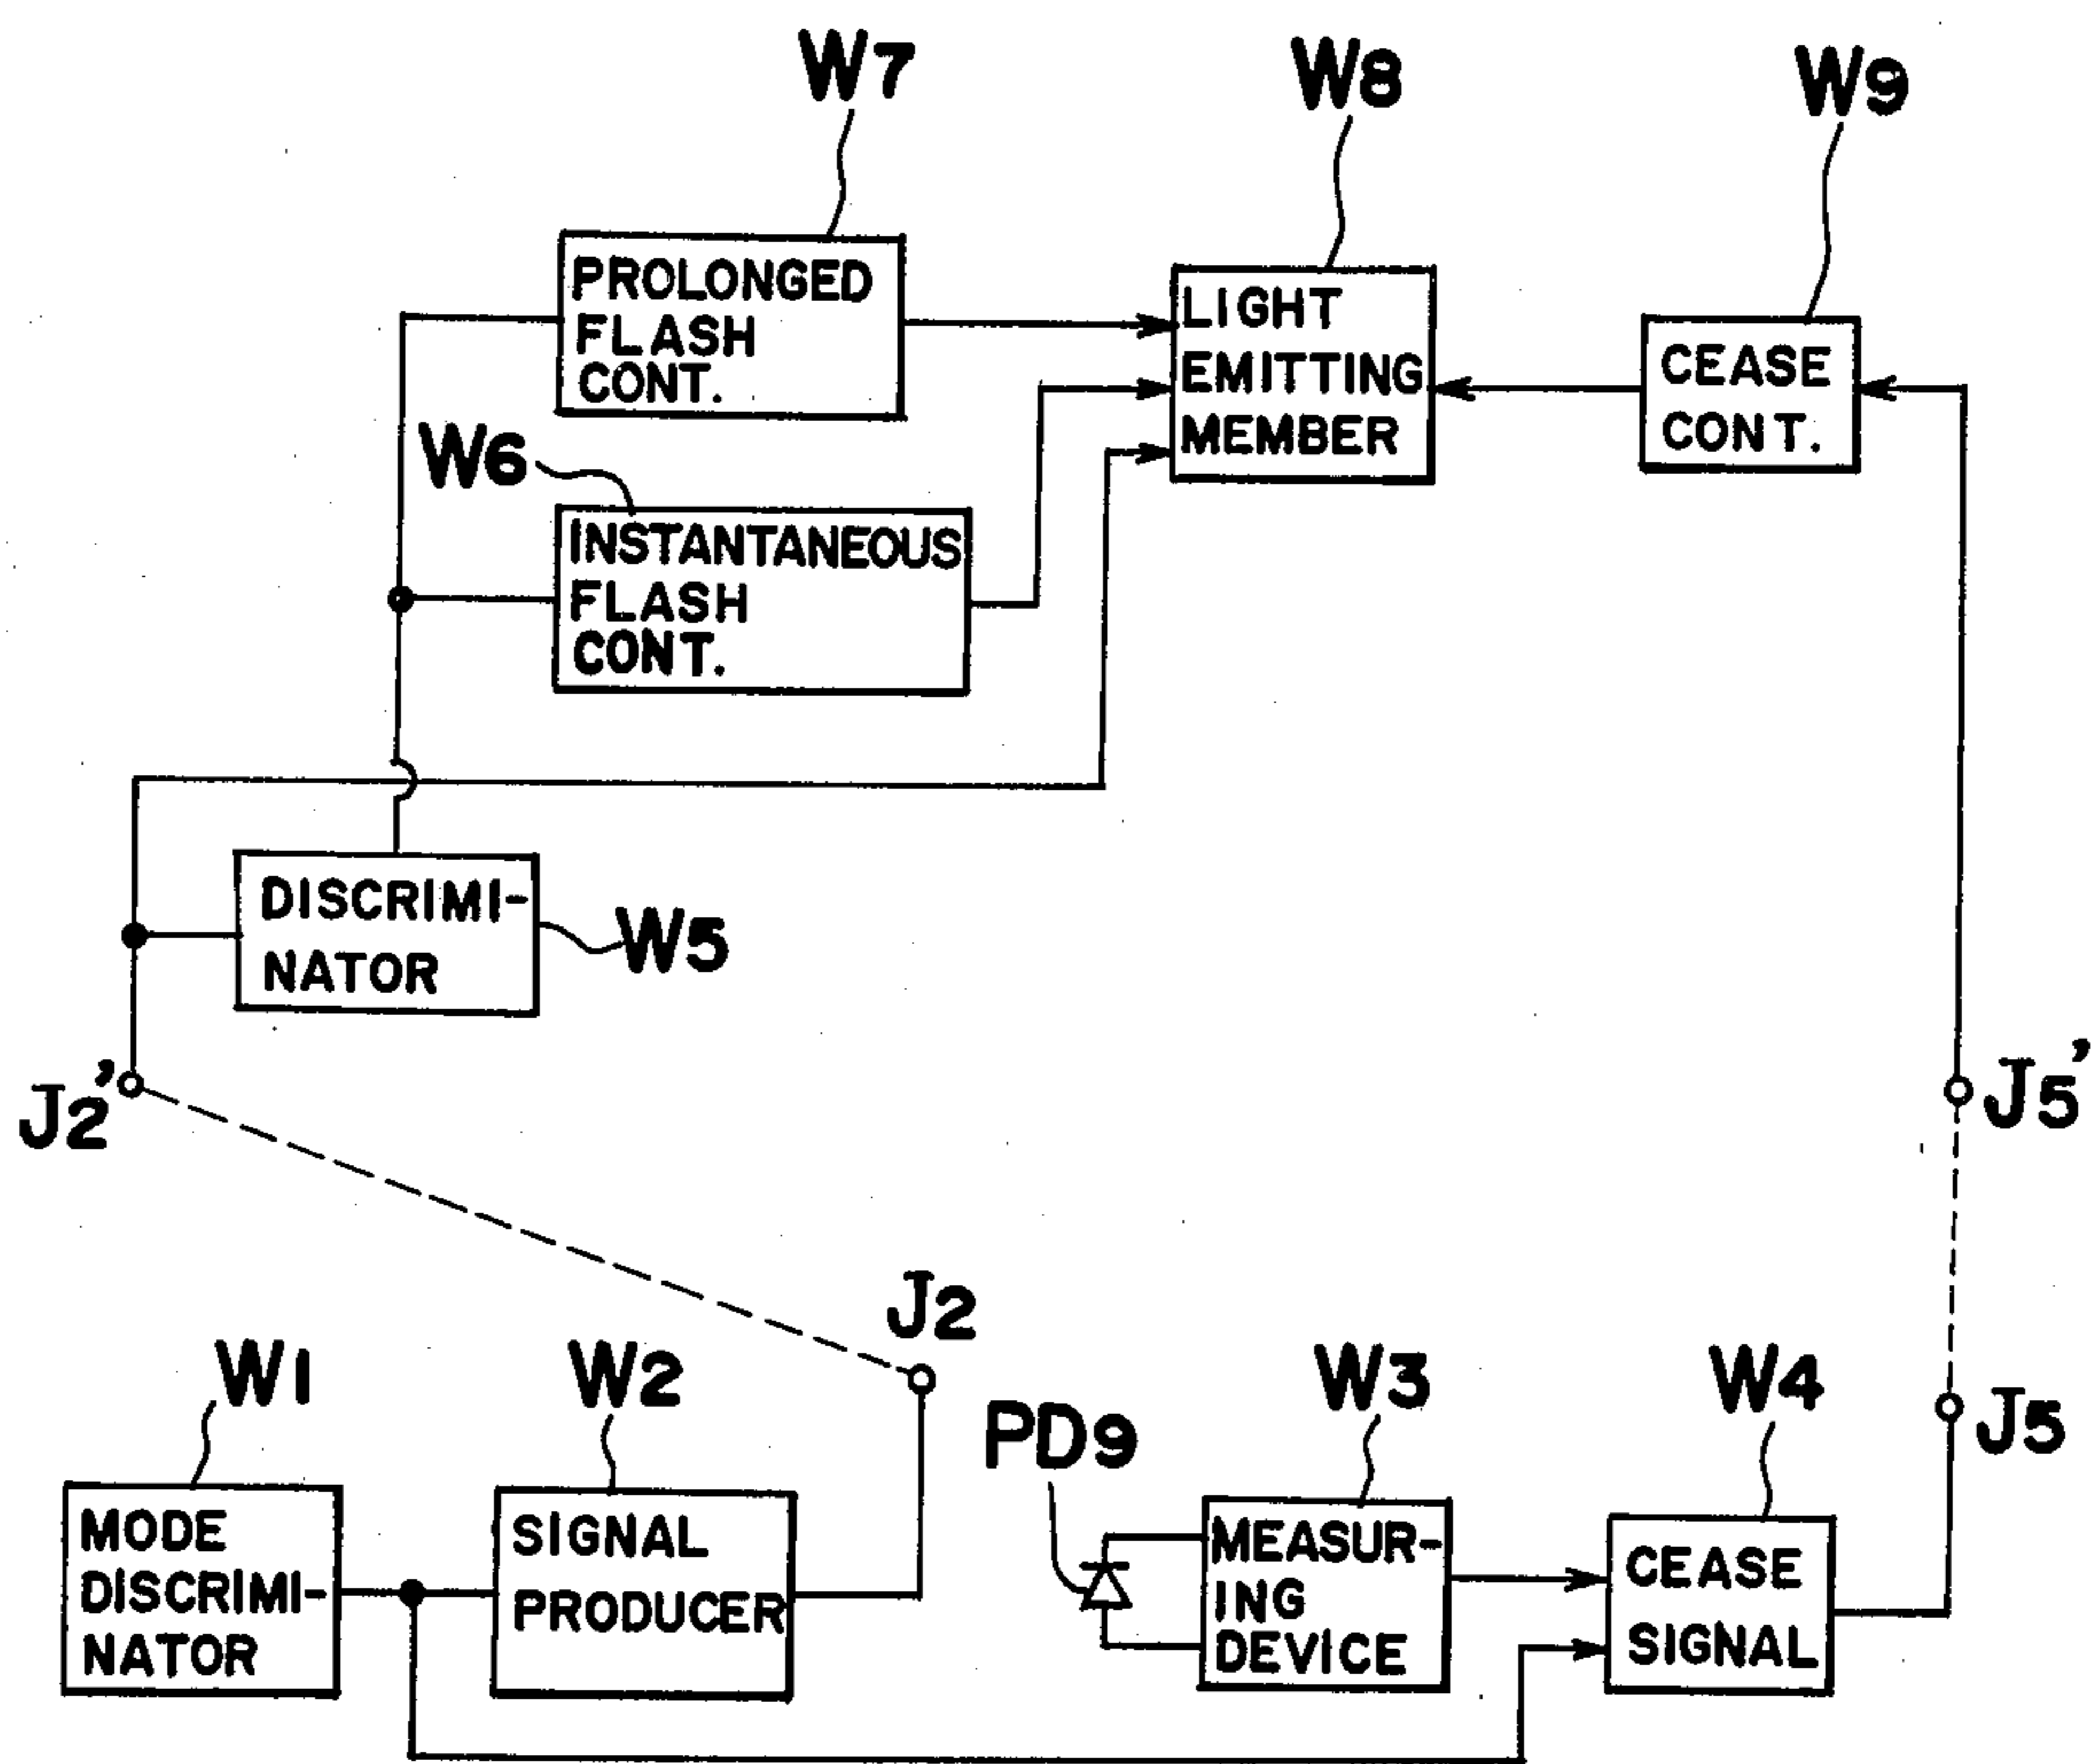 W7
W8
W9
PROLONGED
FLASH
CONT.
LIGHT
EMITTING
MEMBER
CEASE
CONT.
W6
INSTANTANEOUS
FLASH
CONT.
DISCRIMI-
NATOR
W5
J2'
J5'
J2
J5
W1
W2
PD9
W3
W4
MODE
DISCRIMI-
NATOR
SIGNAL
PRODUCER
MEASUR-
ING
DEVICE
CEASE
SIGNAL